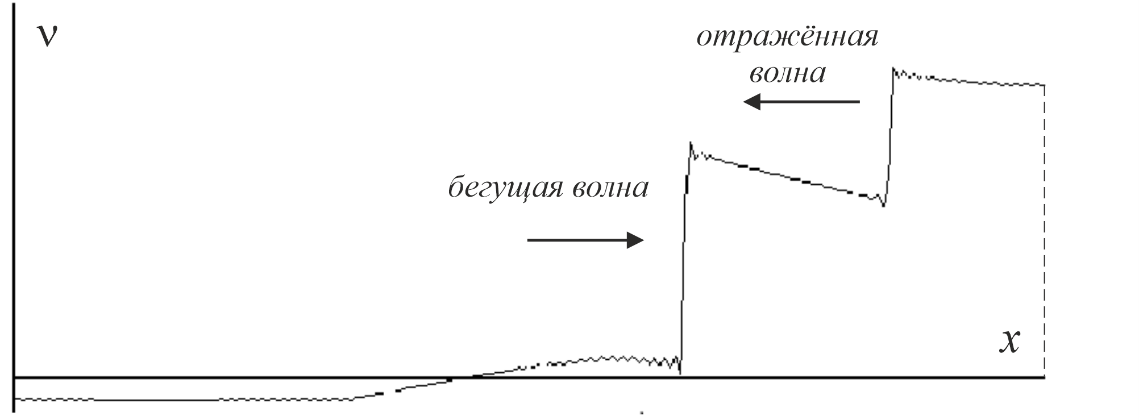 ν
отражённая
волна
бегущая волна
x